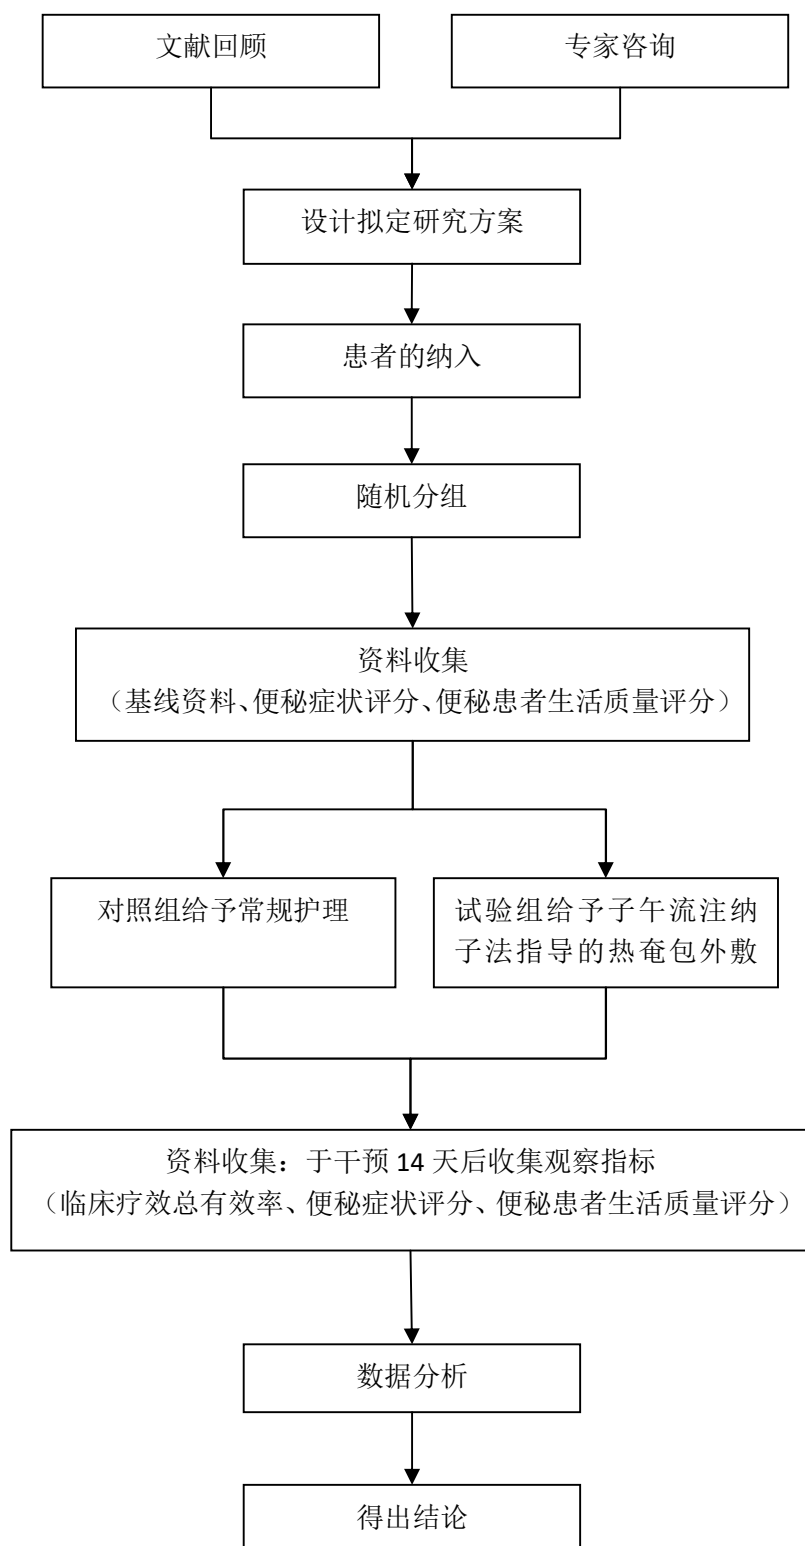 文献回顾
专家咨询
设计拟定研究方案
患者的纳入
随机分组
资料收集
（基线资料、便秘症状评分、便秘患者生活质量评分）
对照组给予常规护理
试验组给予子午流注纳
子法指导的热奄包外敷
资料收集：于干预 14 天后收集观察指标
（临床疗效总有效率、便秘症状评分、便秘患者生活质量评分）
数据分析
得出结论